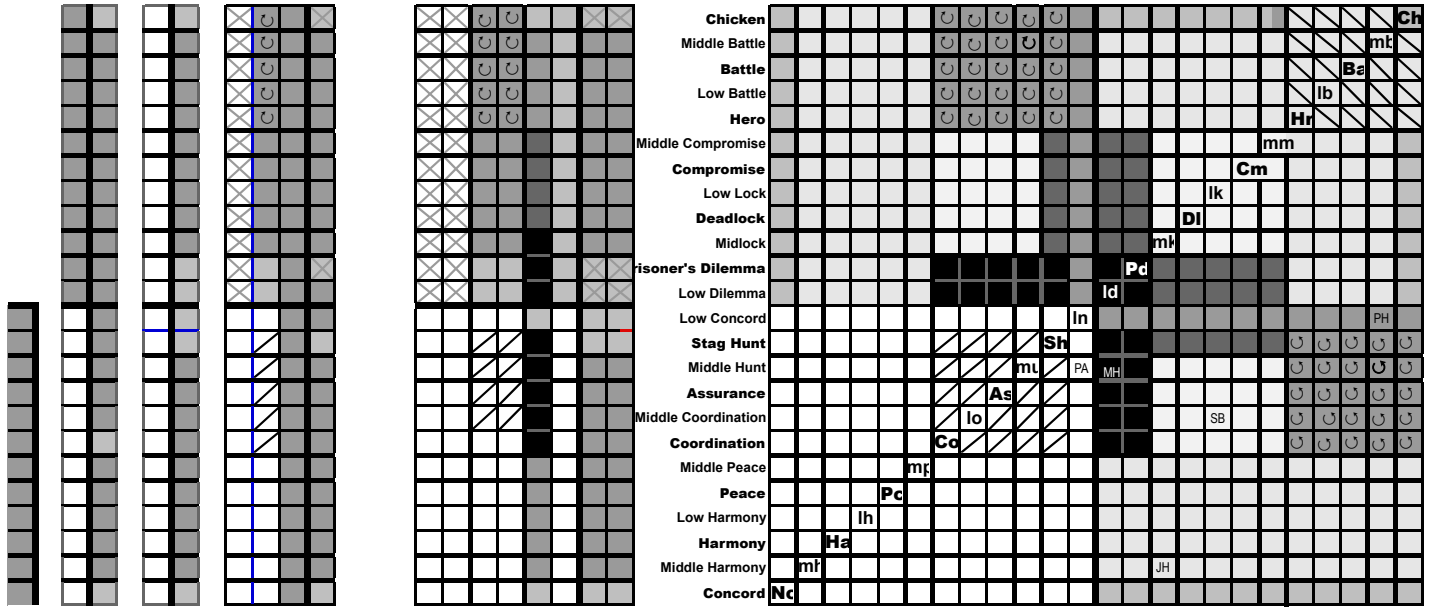 Chicken Ch
Middle Battle mb
Battle Ba
Low Battle lb
Hero Hr
Middle Compromise mm
Compromise Cm
Low Lock lk
Deadlock Dl
Midlock mk
risoner's Dilemma Pd
Low Dilemma ld
Low Concord ln PH
Stag Hunt Sh
Middle Hunt mu PA MH
Assurance As
Middle Coordination lo SB
Coordination Co
Middle Peace mp
Peace Pc
Low Harmony lh
Harmony Ha
Middle Harmony mh JH
Concord Nc